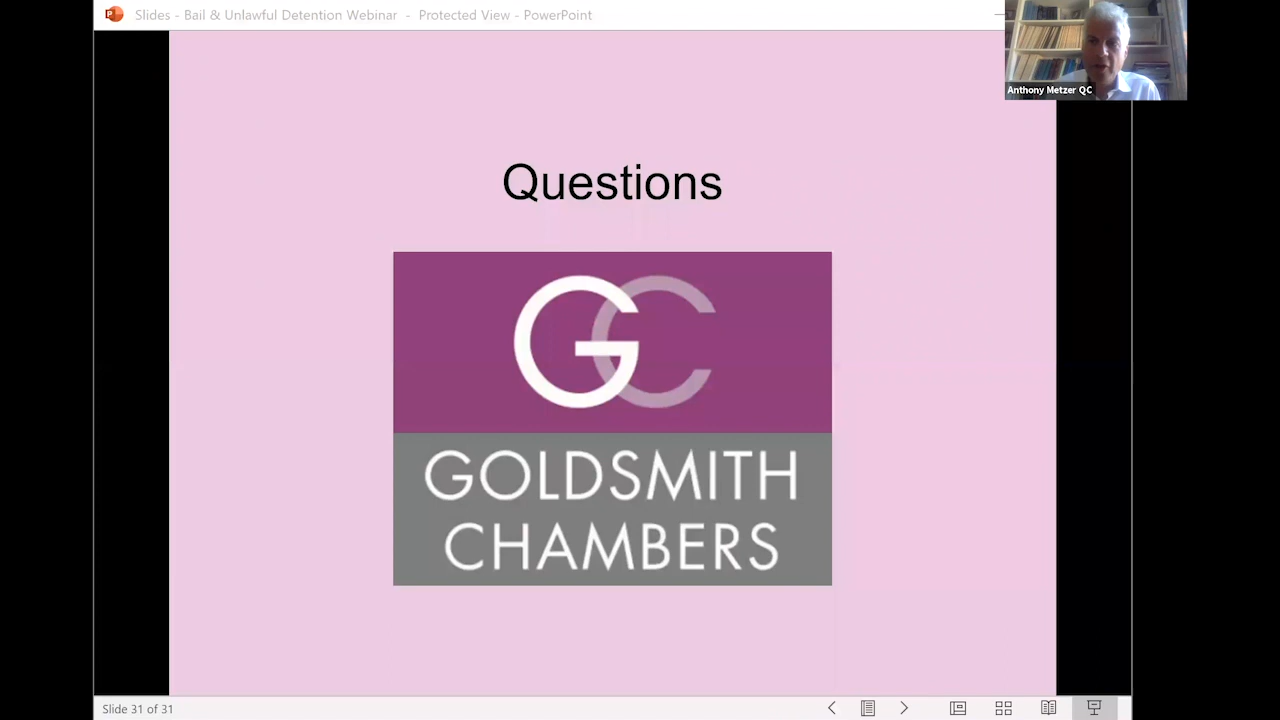 Slides - Bail & Unlawful Detention Webinar - Protected View - PowerPoint
Anthony Metzer QC
Questions
GC
GOLDSMITH
CHAMBERS
Slide 31 of 31